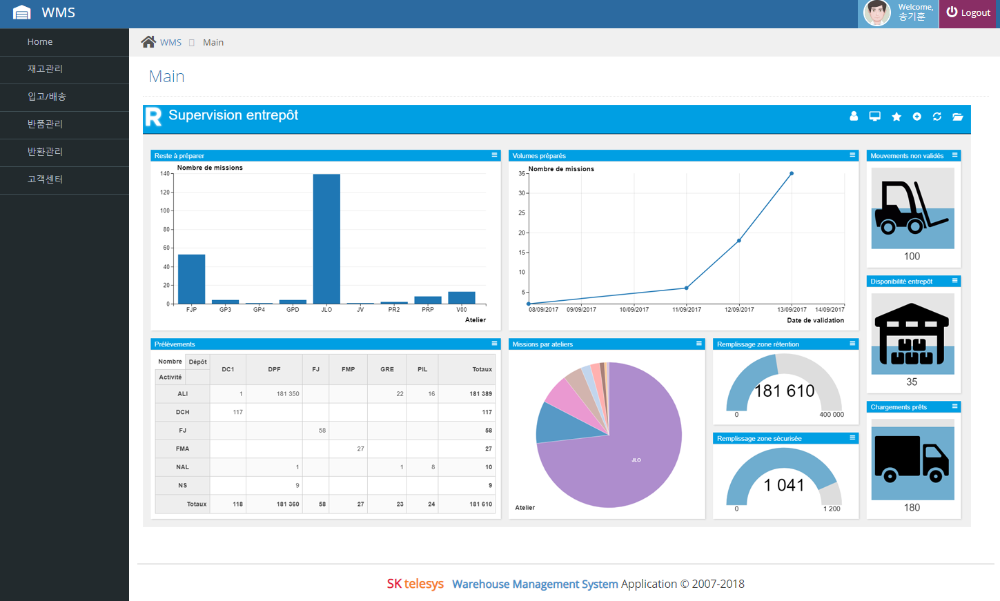 WMS
Welcome,
송기훈
Logout
Home
재고관리
입고/배송
반품관리
반환관리
고객센터
WMS Main
Main
R Supervision entrepôt
Reste à préparer
Nombre de missions
140
120
100
80
60
40
20
0
FJP GP3 GP4 GPD JLO JV PR2 PRP V00
Atelier
Volumes préparés
Nombre de missions
35
30
25
20
15
10
5
08/09/2017 09/09/2017 10/09/2017 11/09/2017 12/09/2017 13/09/2017 14/09/2017
Date de validation
Mouvements non validés
100
Disponibilité entrepôt
35
Chargements prêts
180
Prélèvements
Nombre Dépôt DC1 DPF FJ FMP GRE PIL Totaux
Activité
ALI 1 181 350 22 16 181 389
DCH 117 117
FJ 58 58
FMA 27 27
NAL 1 1 8 10
NS 9 9
Totaux 118 181 360 58 27 23 24 181 610
Missions par ateliers
JLO
Atelier
Remplissage zone rétention
181 610
0 400 000
Remplissage zone sécurisée
1 041
0 1 200
SK telesys Warehouse Management System Application © 2007-2018